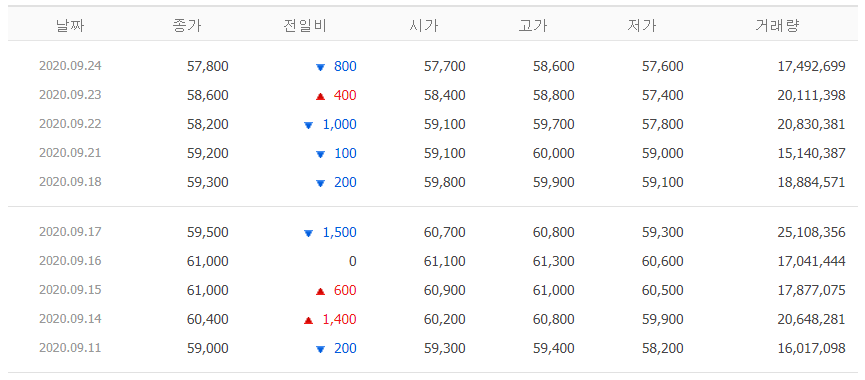 날짜 종가 전일비 시가 고가 저가 거래량
2020.09.24 57,800 ▼ 800 57,700 58,600 57,600 17,492,699
2020.09.23 58,600 ▲ 400 58,400 58,800 57,400 20,111,398
2020.09.22 58,200 ▼ 1,000 59,100 59,700 57,800 20,830,381
2020.09.21 59,200 ▼ 100 59,100 60,000 59,000 15,140,387
2020.09.18 59,300 ▼ 200 59,800 59,900 59,100 18,884,571
2020.09.17 59,500 ▼ 1,500 60,700 60,800 59,300 25,108,356
2020.09.16 61,000 0 61,100 61,300 60,600 17,041,444
2020.09.15 61,000 ▲ 600 60,900 61,000 60,500 17,877,075
2020.09.14 60,400 ▲ 1,400 60,200 60,800 59,900 20,648,281
2020.09.11 59,000 ▼ 200 59,300 59,400 58,200 16,017,098